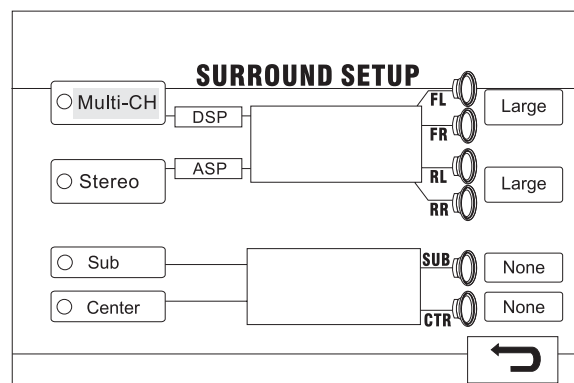 SURROUND SETUP
Multi-CH
DSP
FL
Large
FR
Stereo
ASP
RL
Large
RR
Sub
SUB
None
Center
CTR
None